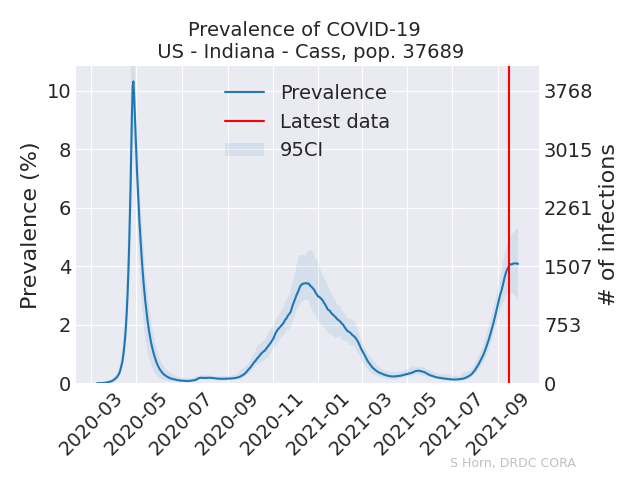 Prevalence of COVID-19
US - Indiana - Cass, pop. 37689
Prevalence (%)
10
8
6
4
2
0
Prevalence
Latest data
95CI
3768
3015
2261
1507
753
0
# of infections
2020-03
2020-05
2020-07
2020-09
2020-11
2021-01
2021-03
2021-05
2021-07
2021-09
S Horn, DRDC CORA